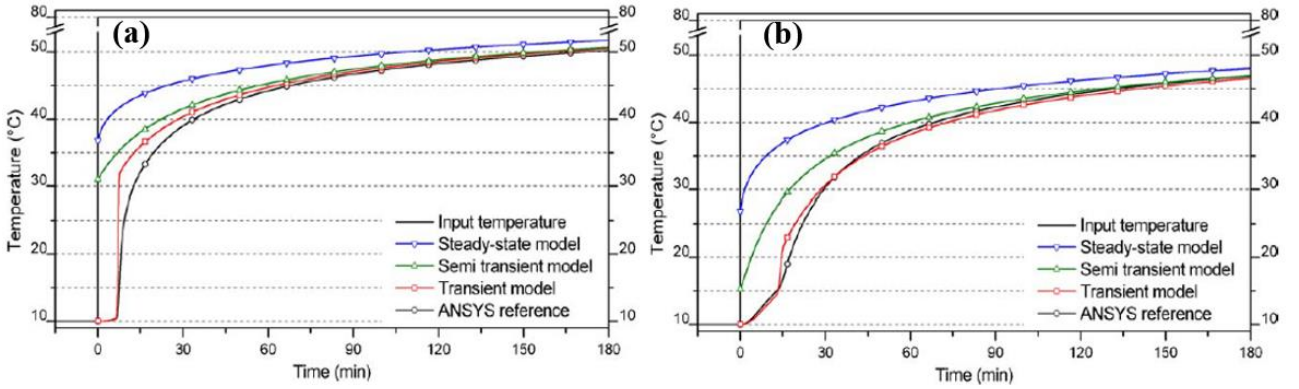 (a)
80
50
40
30
20
10
80
50
40
30
20
10
Temperature (°C)
Input temperature
Steady-state model
Semi transient model
Transient model
ANSYS reference
0 30 60 90 120 150 180
Time (min)
(b)
80
50
40
30
20
10
80
50
40
30
20
10
Temperature (°C)
Input temperature
Steady-state model
Semi transient model
Transient model
ANSYS reference
0 30 60 90 120 150 180
Time (min)